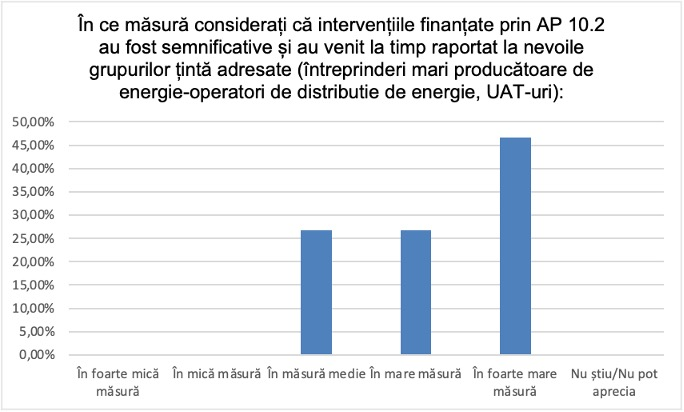 În ce măsură considerați că intervențiile finanțate prin AP 10.2
au fost semnificative și au venit la timp raportat la nevoile
grupurilor țintă adresate (întreprinderi mari producătoare de
energie-operatori de distributie de energie, UAT-uri):
50,00%
45,00%
40,00%
35,00%
30,00%
25,00%
20,00%
15,00%
10,00%
5,00%
0,00%
În foarte mică
măsură
În mică măsură
În măsură medie
În mare măsură
În foarte mare
măsură
Nu știu/Nu pot
aprecia